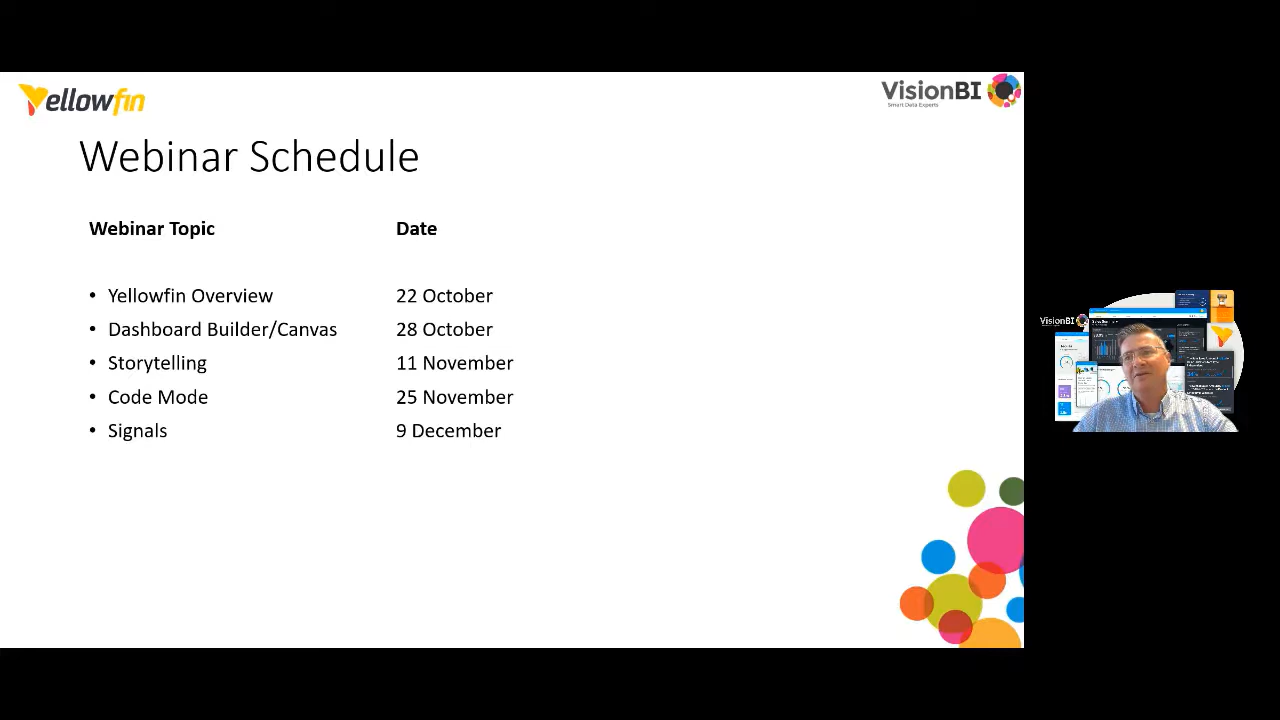 Yellowfin
VisionBI
Smart Data Experts
Webinar Schedule
Webinar Topic Date
• Yellowfin Overview 22 October
• Dashboard Builder/Canvas 28 October
• Storytelling 11 November
• Code Mode 25 November
• Signals 9 December
VisionBI